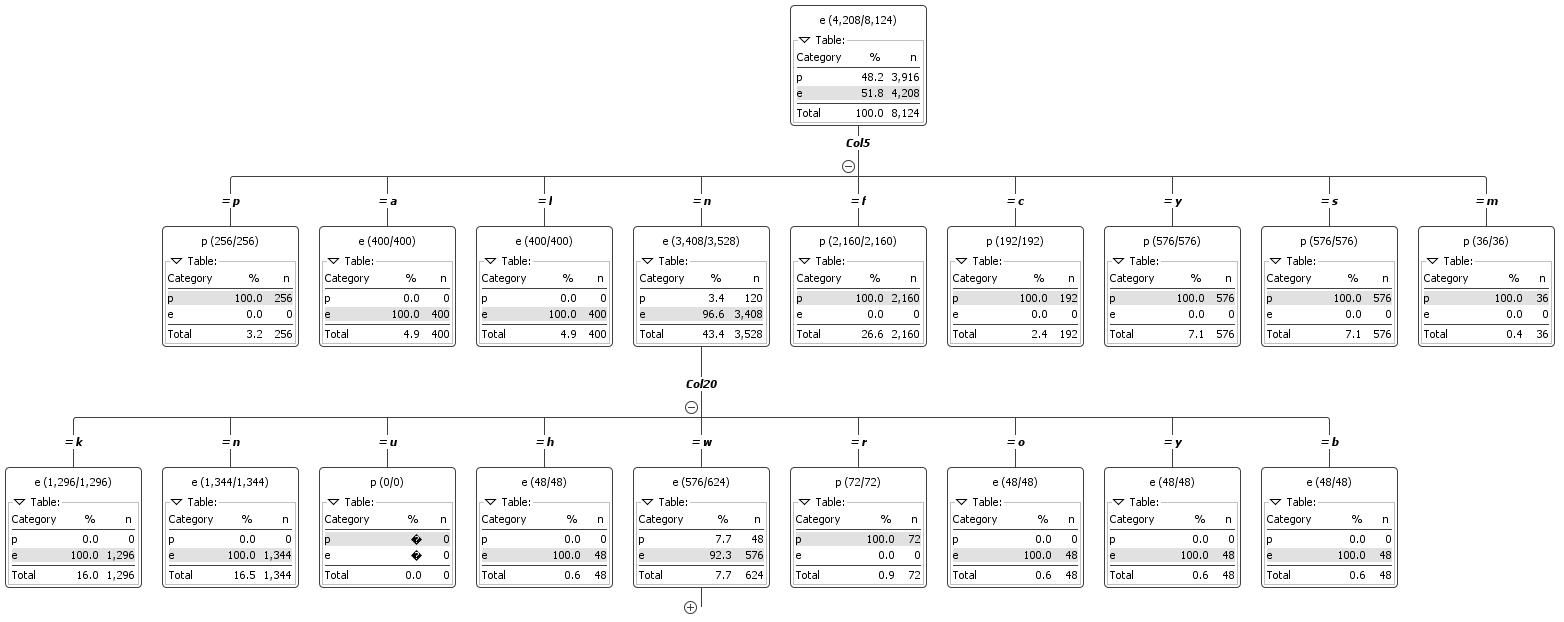 e (4,208/8,124)
Table:
Category % n
p 48.2 3,916
e 51.8 4,208
Total 100.0 8,124
Col5
= p = a = l = n = f = c = y = s = m
p (256/256)
Table:
Category % n
p 100.0 256
e 0.0 0
Total 3.2 256
e (400/400)
Table:
Category % n
p 0.0 0
e 100.0 400
Total 4.9 400
e (400/400)
Table:
Category % n
p 0.0 0
e 100.0 400
Total 4.9 400
e (3,408/3,528)
Table:
Category % n
p 3.4 120
e 96.6 3,408
Total 43.4 3,528
p (2,160/2,160)
Table:
Category % n
p 100.0 2,160
e 0.0 0
Total 26.6 2,160
p (192/192)
Table:
Category % n
p 100.0 192
e 0.0 0
Total 2.4 192
p (576/576)
Table:
Category % n
p 100.0 576
e 0.0 0
Total 7.1 576
p (576/576)
Table:
Category % n
p 100.0 576
e 0.0 0
Total 7.1 576
p (36/36)
Table:
Category % n
p 100.0 36
e 0.0 0
Total 0.4 36
Col20
= k = n = u = h = w = r = o = y = b
e (1,296/1,296)
Table:
Category % n
p 0.0 0
e 100.0 1,296
Total 16.0 1,296
e (1,344/1,344)
Table:
Category % n
p 0.0 0
e 100.0 1,344
Total 16.5 1,344
p (0/0)
Table:
Category % n
p � 0
e � 0
Total 0.0 0
e (48/48)
Table:
Category % n
p 0.0 0
e 100.0 48
Total 0.6 48
e (576/624)
Table:
Category % n
p 7.7 48
e 92.3 576
Total 7.7 624
p (72/72)
Table:
Category % n
p 100.0 72
e 0.0 0
Total 0.9 72
e (48/48)
Table:
Category % n
p 0.0 0
e 100.0 48
Total 0.6 48
e (48/48)
Table:
Category % n
p 0.0 0
e 100.0 48
Total 0.6 48
e (48/48)
Table:
Category % n
p 0.0 0
e 100.0 48
Total 0.6 48